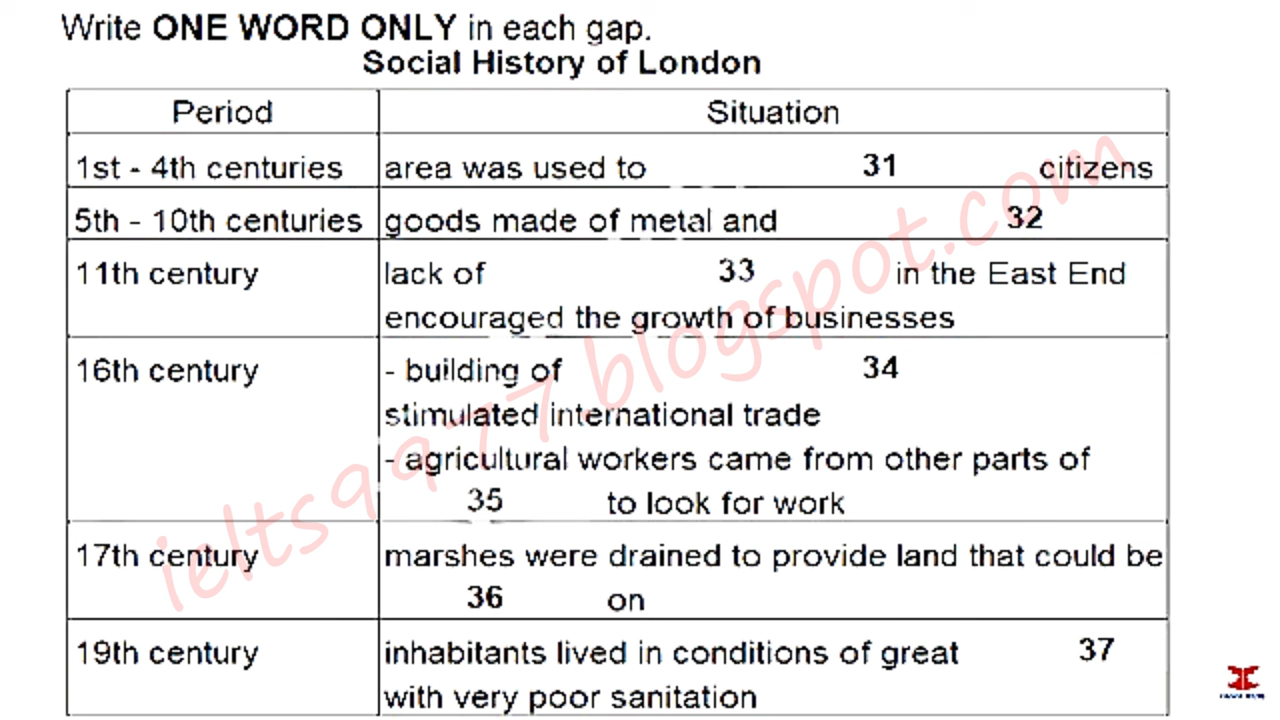 Write ONE WORD ONLY in each gap.
Social History of London
Period Situation
1st - 4th centuries area was used to 31 citizens
5th - 10th centuries goods made of metal and 32
11th century lack of 33 in the East End
encouraged the growth of businesses
16th century - building of 34
stimulated international trade
- agricultural workers came from other parts of
35 to look for work
17th century marshes were drained to provide land that could be
36 on
19th century inhabitants lived in conditions of great 37
with very poor sanitation
ielts9977.blogspot.com